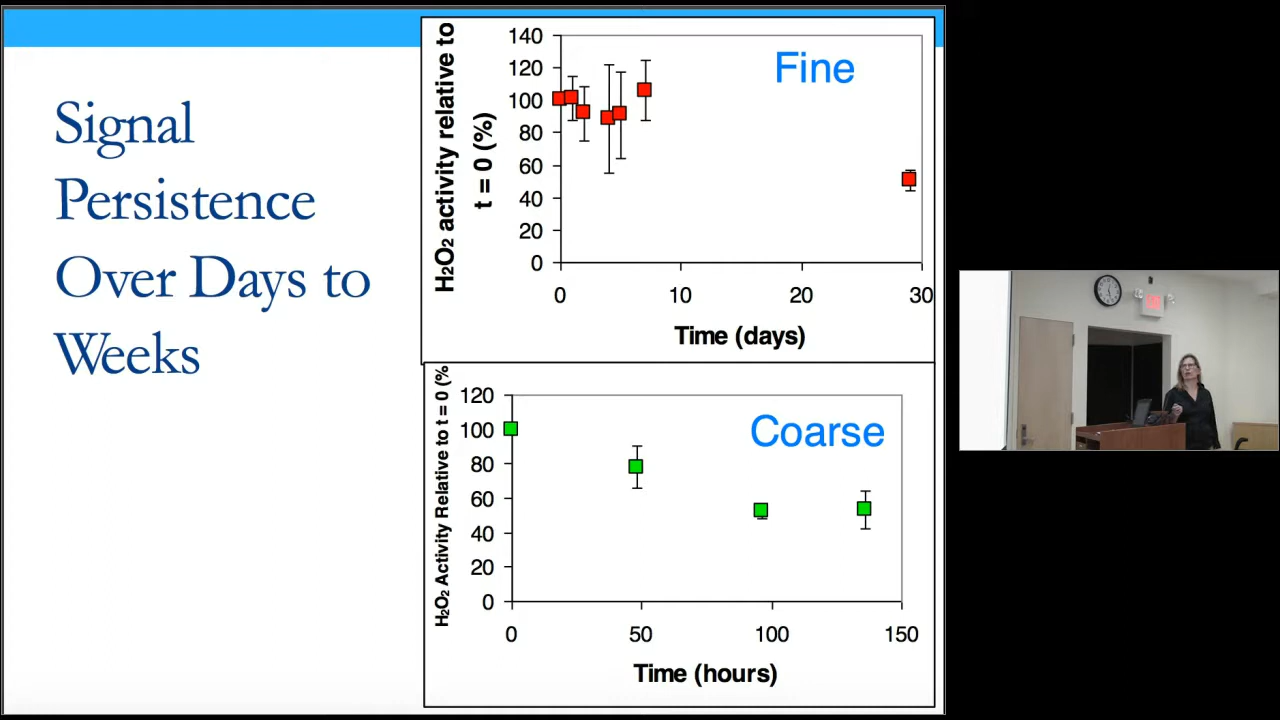 Signal
Persistence
Over Days to
Weeks
H2O2 activity relative to
t = 0 (%)
140
120
100
80
60
40
20
0
Fine
0 10 20 30
Time (days)
H2O2 Activity Relative to t = 0 (%
120
100
80
60
40
20
0
Coarse
0 50 100 150
Time (hours)